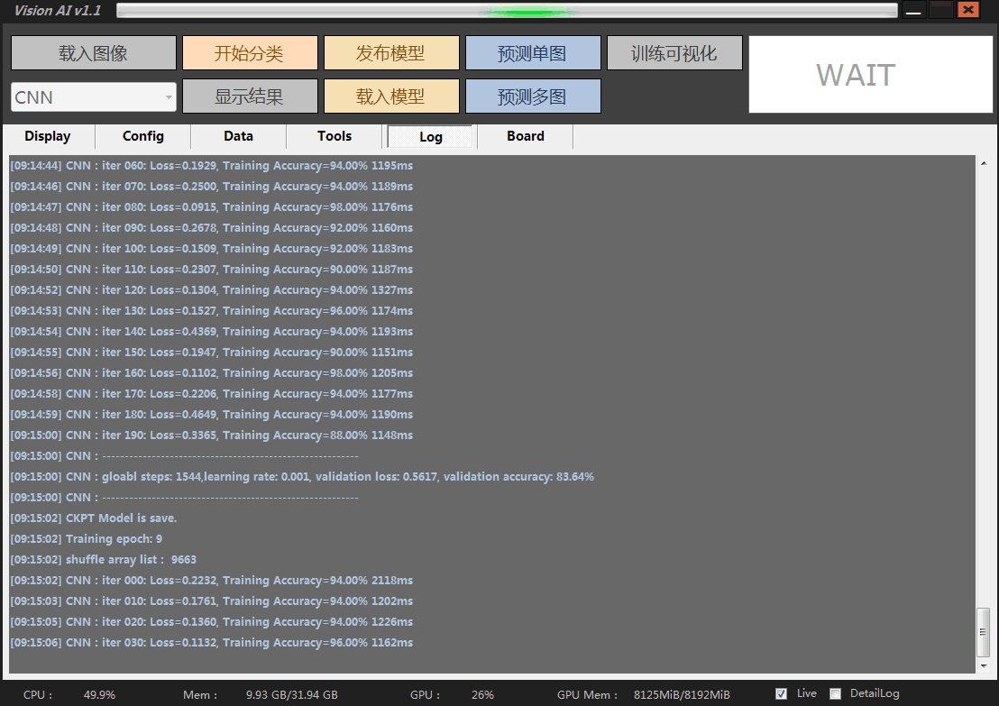 Vision AI v1.1
载入图像 开始分类 发布模型 预测单图 训练可视化 WAIT
CNN 显示结果 载入模型 预测多图
Display Config Data Tools Log Board
[09:14:44] CNN : iter 060: Loss=0.1929, Training Accuracy=94.00% 1195ms
[09:14:46] CNN : iter 070: Loss=0.2500, Training Accuracy=94.00% 1189ms
[09:14:47] CNN : iter 080: Loss=0.0915, Training Accuracy=98.00% 1176ms
[09:14:48] CNN : iter 090: Loss=0.2678, Training Accuracy=92.00% 1160ms
[09:14:49] CNN : iter 100: Loss=0.1509, Training Accuracy=92.00% 1183ms
[09:14:50] CNN : iter 110: Loss=0.2307, Training Accuracy=90.00% 1187ms
[09:14:52] CNN : iter 120: Loss=0.1304, Training Accuracy=94.00% 1327ms
[09:14:53] CNN : iter 130: Loss=0.1527, Training Accuracy=96.00% 1174ms
[09:14:54] CNN : iter 140: Loss=0.4369, Training Accuracy=94.00% 1193ms
[09:14:55] CNN : iter 150: Loss=0.1947, Training Accuracy=90.00% 1151ms
[09:14:56] CNN : iter 160: Loss=0.1102, Training Accuracy=98.00% 1205ms
[09:14:58] CNN : iter 170: Loss=0.2206, Training Accuracy=94.00% 1177ms
[09:14:59] CNN : iter 180: Loss=0.4649, Training Accuracy=94.00% 1190ms
[09:15:00] CNN : iter 190: Loss=0.3365, Training Accuracy=88.00% 1148ms
[09:15:00] CNN : ---------------------------------------------------------
[09:15:00] CNN : gloabl steps: 1544,learning rate: 0.001, validation loss: 0.5617, validation accuracy: 83.64%
[09:15:00] CNN : ---------------------------------------------------------
[09:15:02] CKPT Model is save.
[09:15:02] Training epoch: 9
[09:15:02] shuffle array list : 9663
[09:15:02] CNN : iter 000: Loss=0.2232, Training Accuracy=94.00% 2118ms
[09:15:03] CNN : iter 010: Loss=0.1761, Training Accuracy=94.00% 1202ms
[09:15:05] CNN : iter 020: Loss=0.1360, Training Accuracy=94.00% 1226ms
[09:15:06] CNN : iter 030: Loss=0.1132, Training Accuracy=96.00% 1162ms
CPU : 49.9% Mem : 9.93 GB/31.94 GB GPU : 26% GPU Mem : 8125MiB/8192MiB Live DetailLog